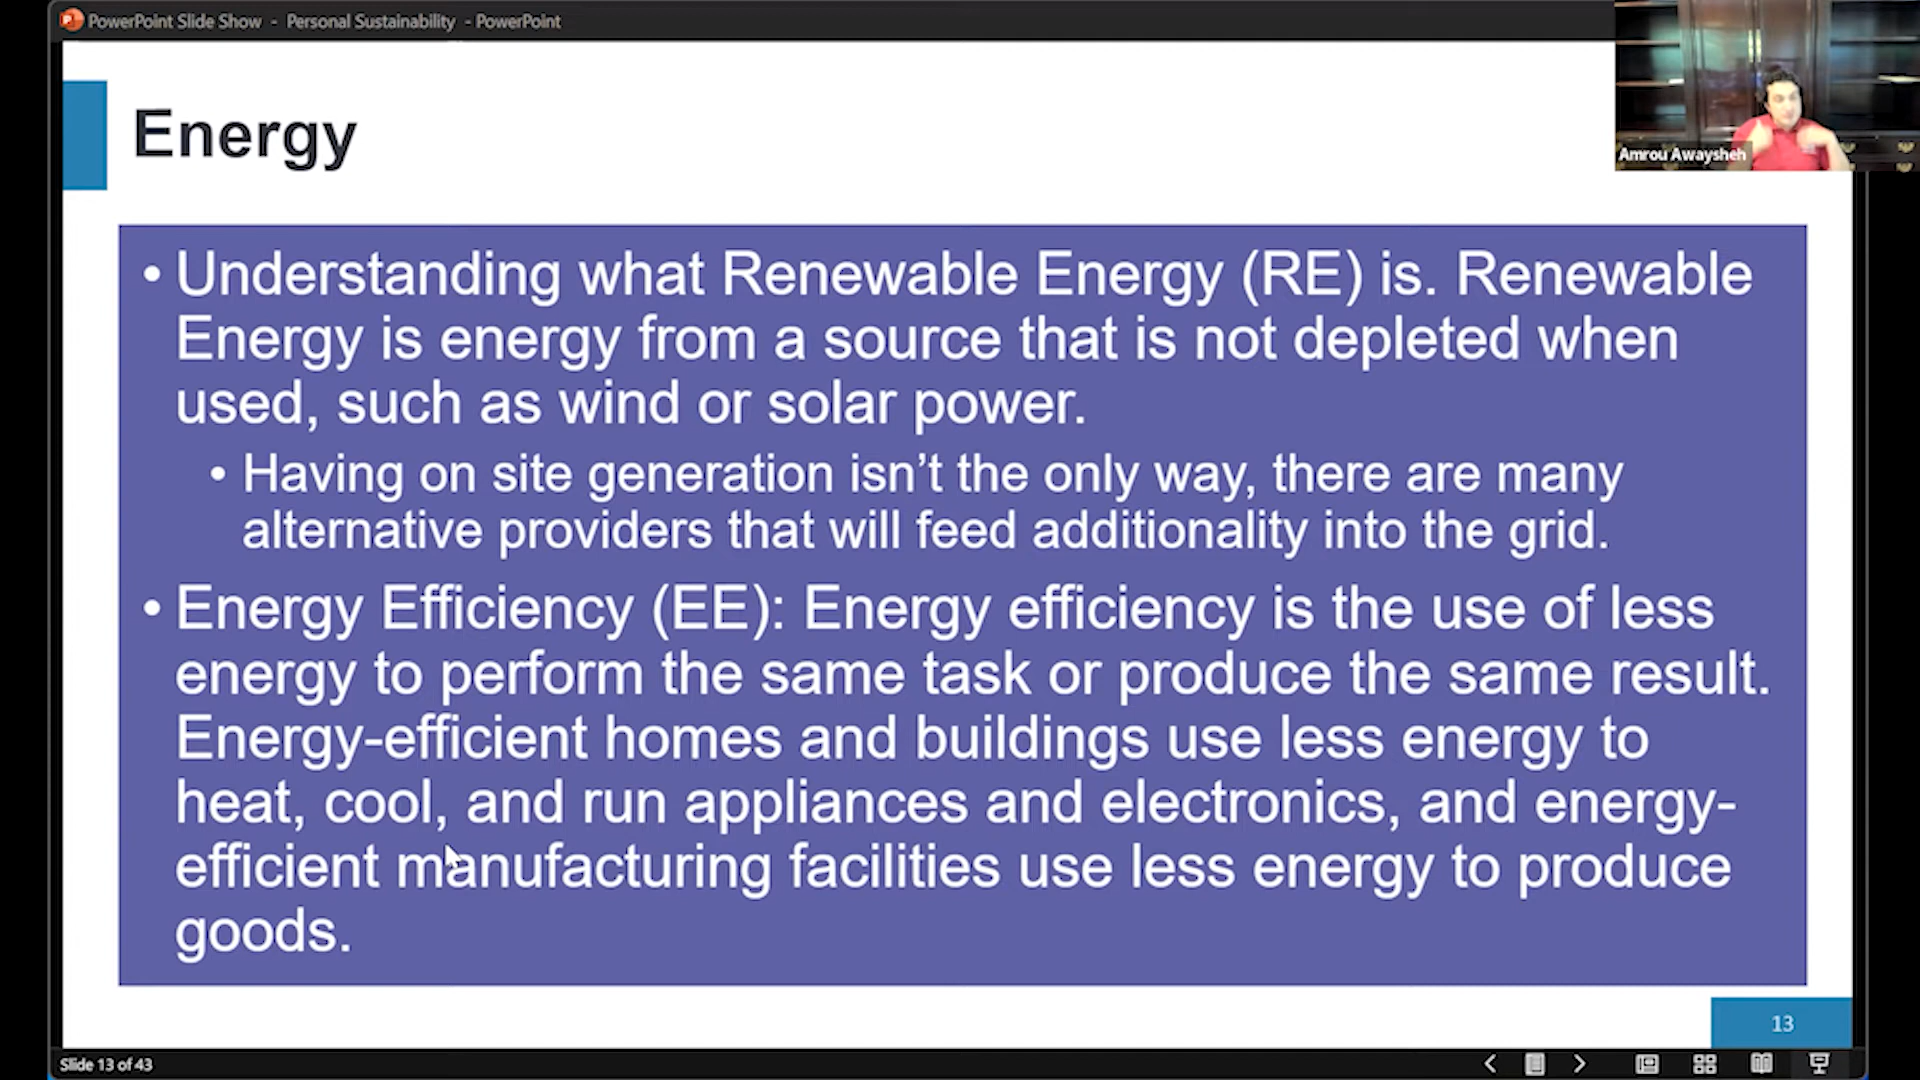 PowerPoint Slide Show - Personal Sustainability - PowerPoint
Amrou Awaysheh
Energy
• Understanding what Renewable Energy (RE) is. Renewable
Energy is energy from a source that is not depleted when
used, such as wind or solar power.
• Having on site generation isn’t the only way, there are many
alternative providers that will feed additionality into the grid.
• Energy Efficiency (EE): Energy efficiency is the use of less
energy to perform the same task or produce the same result.
Energy-efficient homes and buildings use less energy to
heat, cool, and run appliances and electronics, and energy-
efficient manufacturing facilities use less energy to produce
goods.
13
Slide 13 of 43